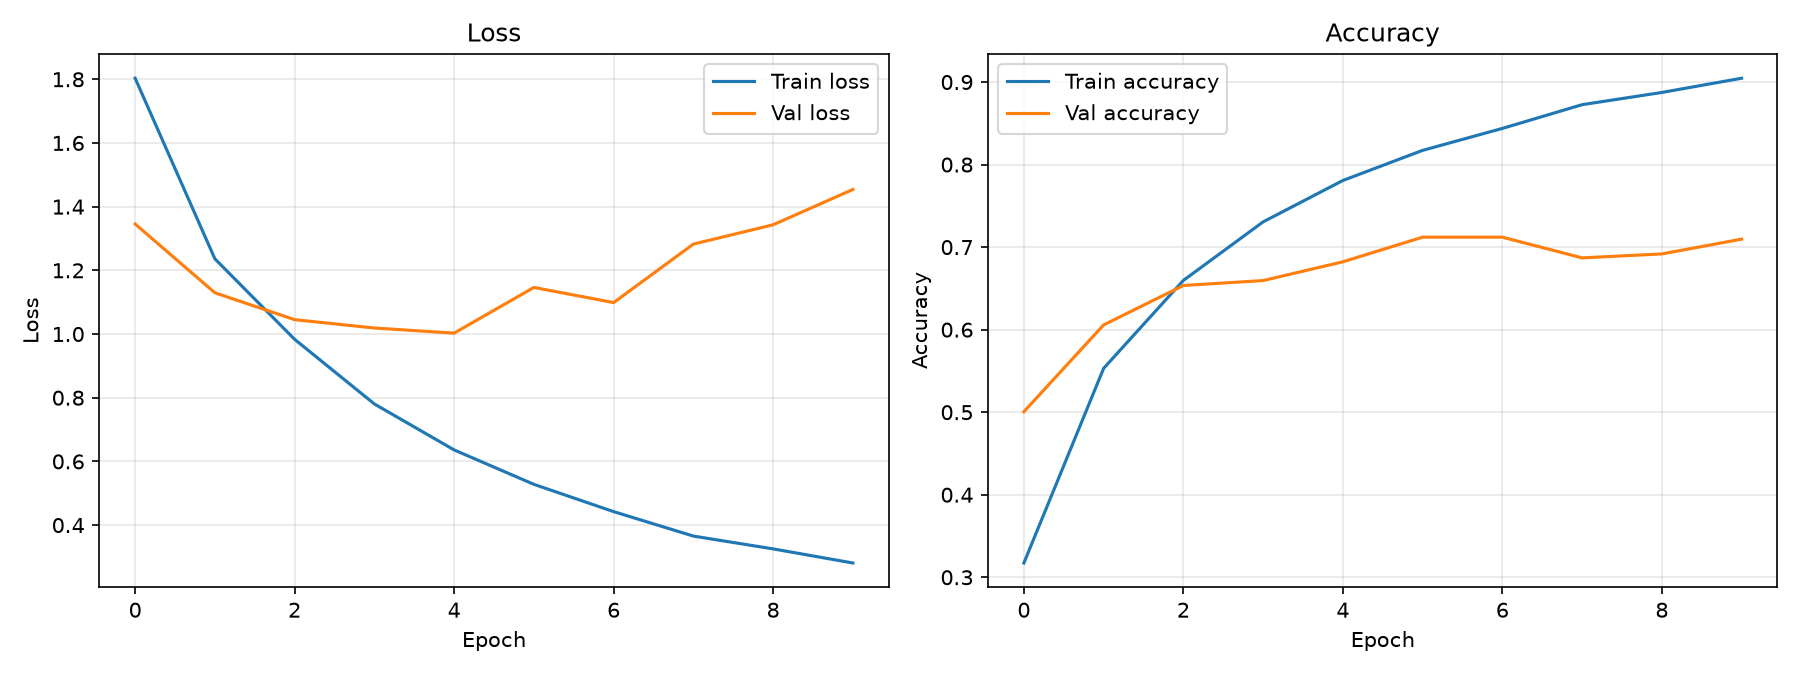 Loss
1.8
1.6
1.4
1.2
1.0
0.8
0.6
0.4
Loss
Train loss
Val loss
0 2 4 6 8
Epoch
Accuracy
0.9
0.8
0.7
0.6
0.5
0.4
0.3
Accuracy
Train accuracy
Val accuracy
0 2 4 6 8
Epoch